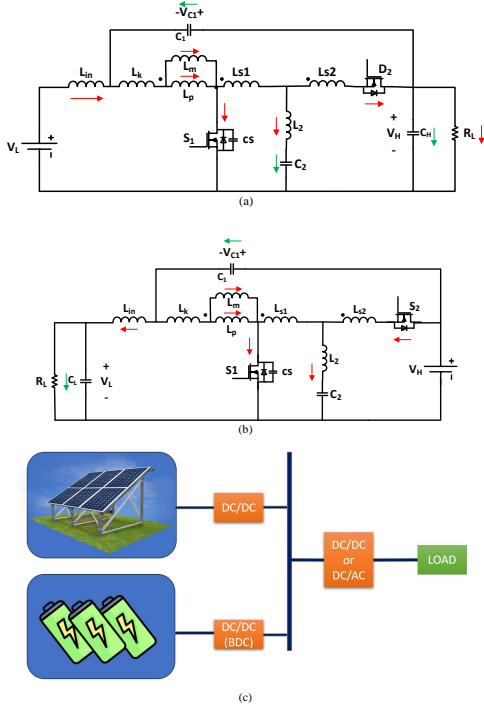 -VC1+
C1
D2
Lin
Lk
Lm
Lp
Ls1
Ls2
L2
VL
+
-
S1
cs
C2
+
VH
-
CH
RL
(a)
-VC1+
C1
S2
Lin
Lk
Lm
Lp
Ls1
Ls2
RL
CL
+
VL
-
S1
cs
L2
C2
VH
+
-
(b)
DC/DC
DC/DC
or
DC/AC
LOAD
DC/DC
(BDC)
(c)